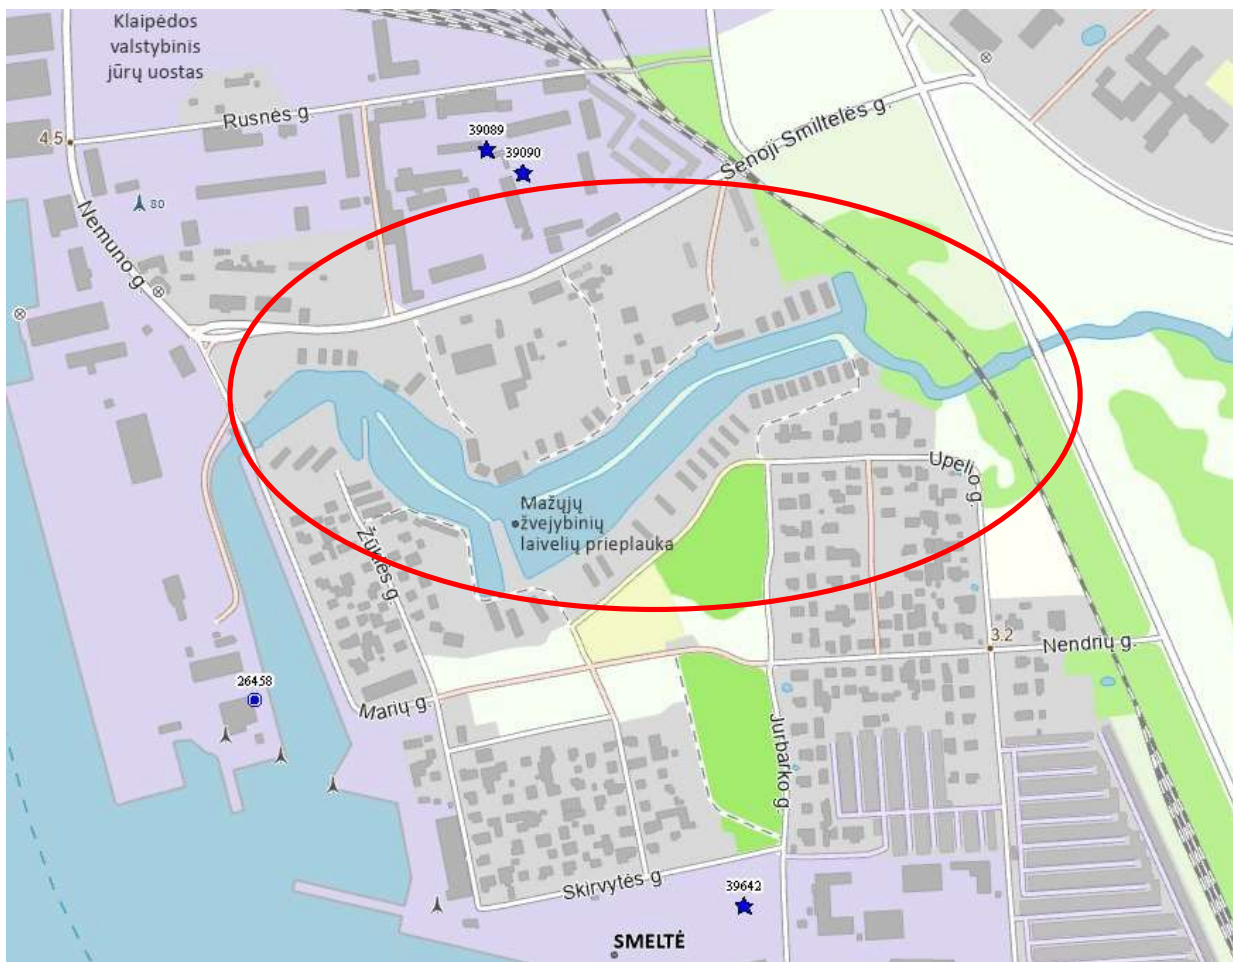 Klaipėdos
valstybinis
jūrų uostas
Rusnės g.
4.5
39089
39090
Senoji Smiltelės g.
80
Nemuno g.
Upelio g.
Mažųjų
žvejybinių
laivelių prieplauka
Žūklės g.
3.2
Nendrių g.
26458
Marių g.
Jurbarko g.
Skirvytės g
39642
SMELTĖ